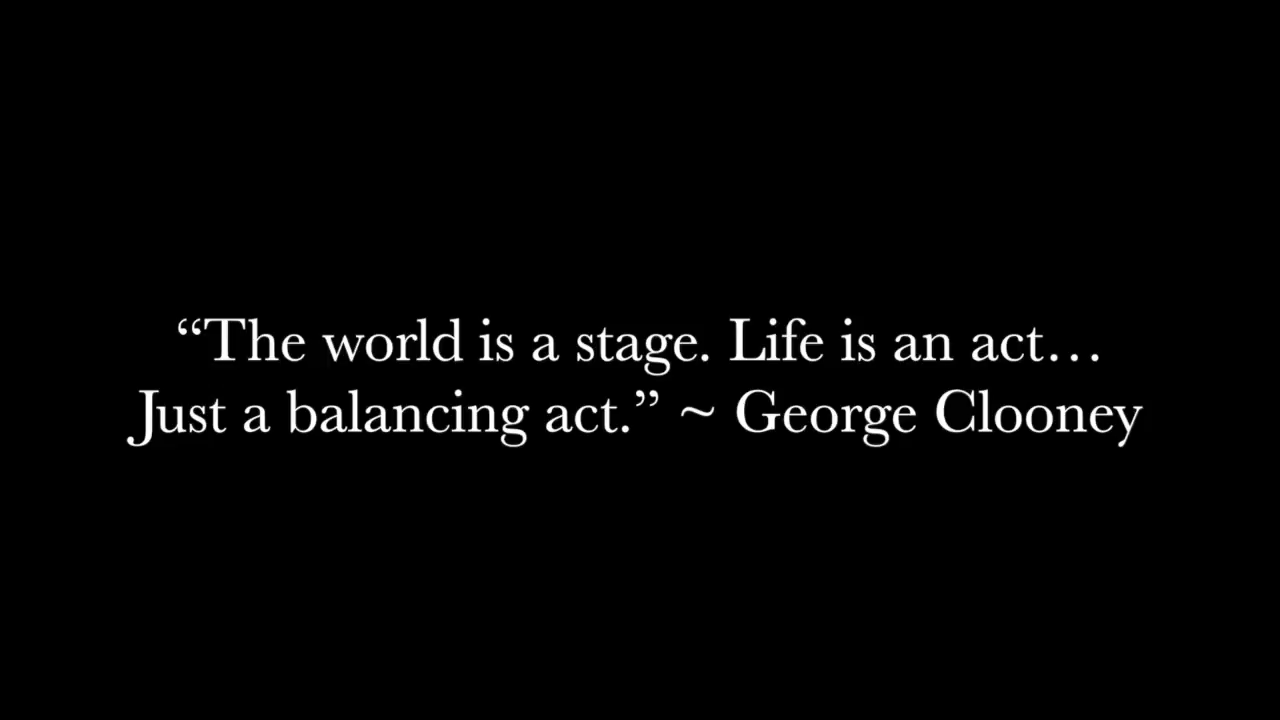 “The world is a stage. Life is an act…
Just a balancing act.” ~ George Clooney